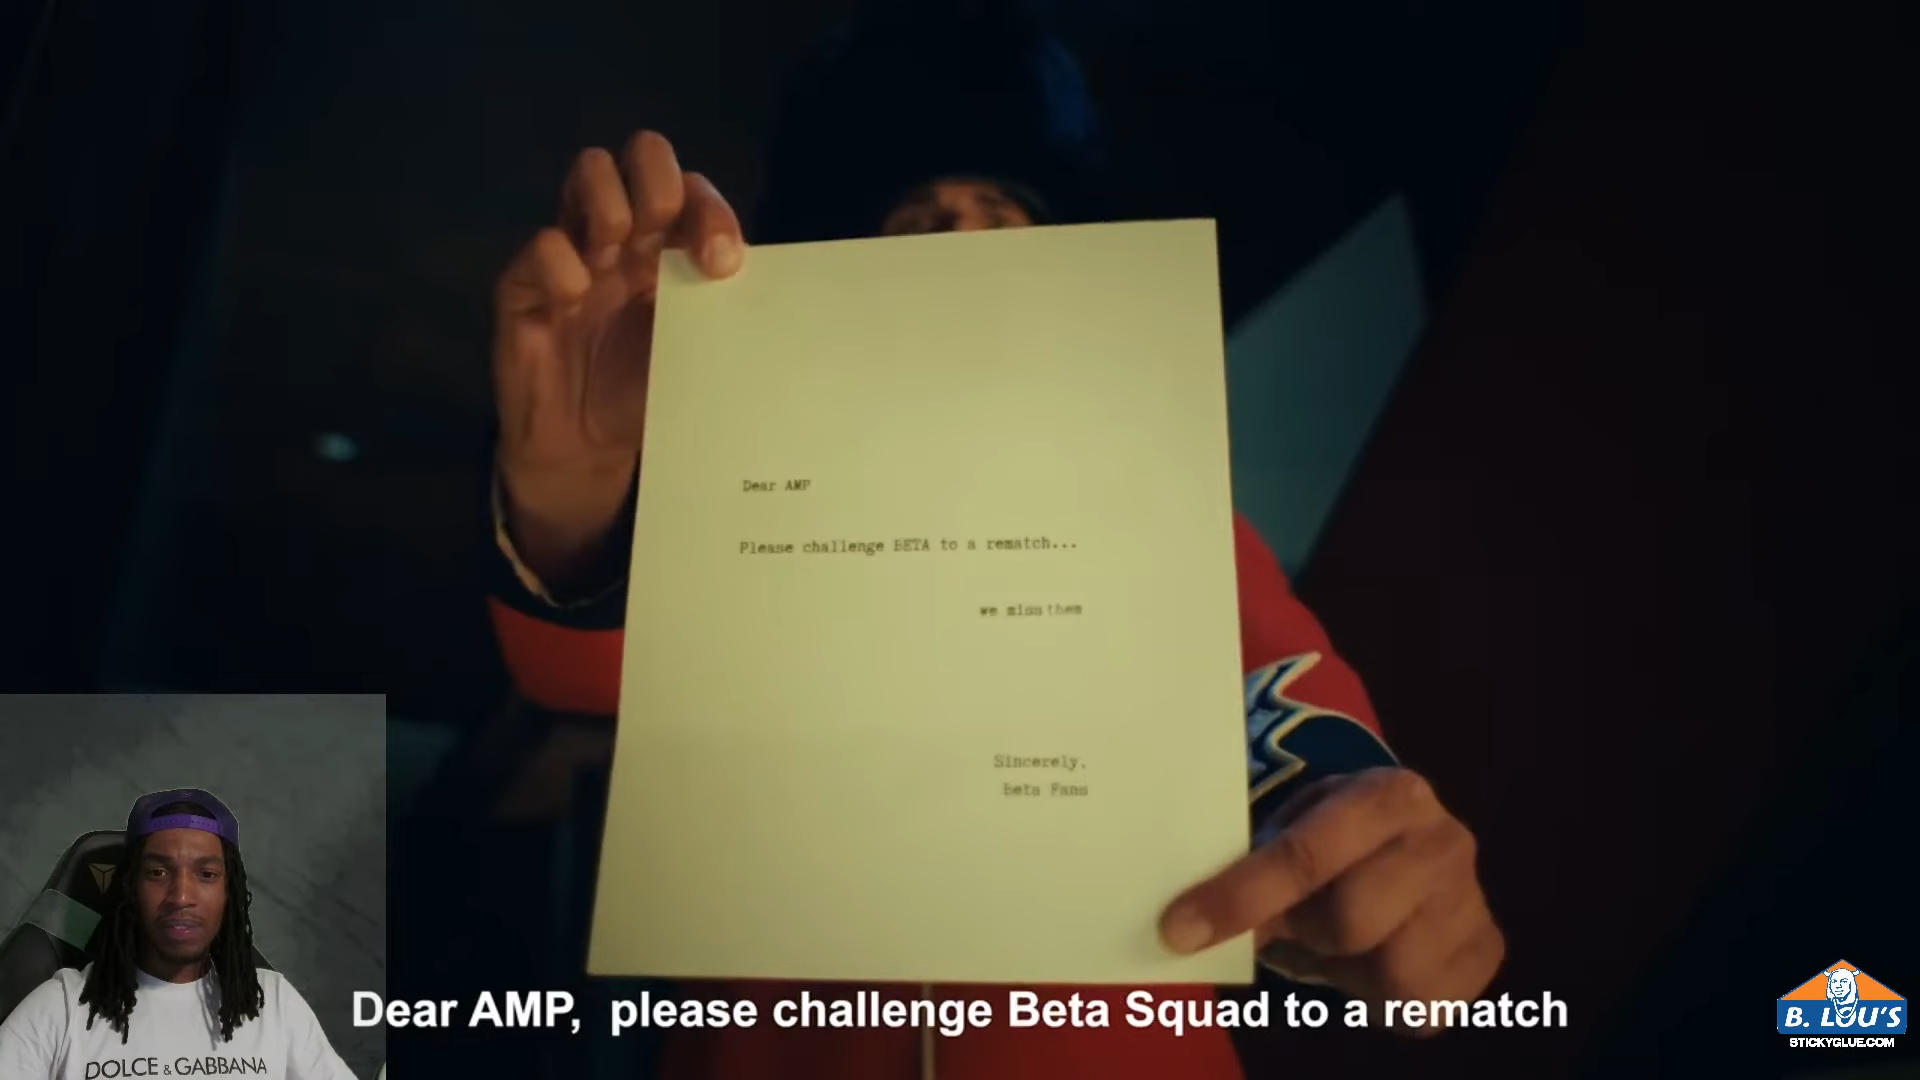 Dear AMP
Please challenge BETA to a rematch...
we miss them
Sincerely,
beta Fans
Dear AMP, please challenge Beta Squad to a rematch
DOLCE & GABBANA
B. LOU'S
STICKYGLUE.COM